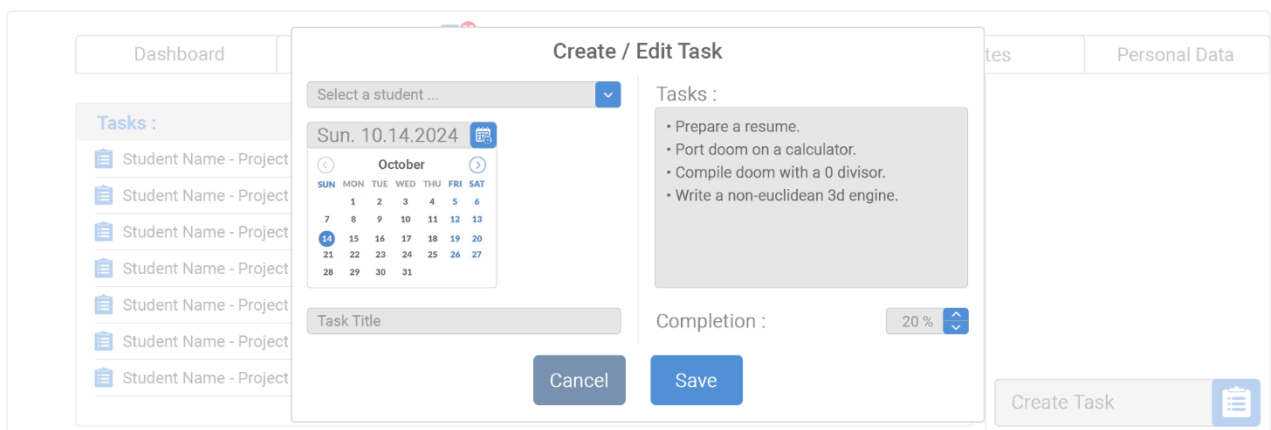 Dashboard
tes
Personal Data
Tasks :
Student Name - Project
Student Name - Project
Student Name - Project
Student Name - Project
Student Name - Project
Student Name - Project
Student Name - Project
Create / Edit Task
Select a student ...
Sun. 10.14.2024
October
SUN MON TUE WED THU FRI SAT
1 2 3 4 5 6
7 8 9 10 11 12 13
14 15 16 17 18 19 20
21 22 23 24 25 26 27
28 29 30 31
Task Title
Tasks :
• Prepare a resume.
• Port doom on a calculator.
• Compile doom with a 0 divisor.
• Write a non-euclidean 3d engine.
Completion :
20 %
Cancel
Save
Create Task